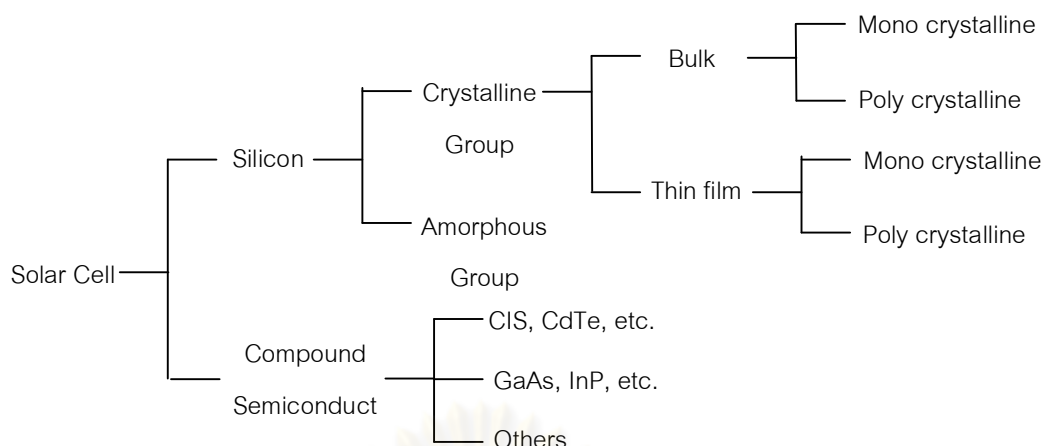 Mono crystalline
Bulk
Crystalline
Group
Poly crystalline
Silicon
Mono crystalline
Thin film
Poly crystalline
Amorphous
Group
Solar Cell
CIS, CdTe, etc.
Compound
Semiconduct
GaAs, InP, etc.
Others